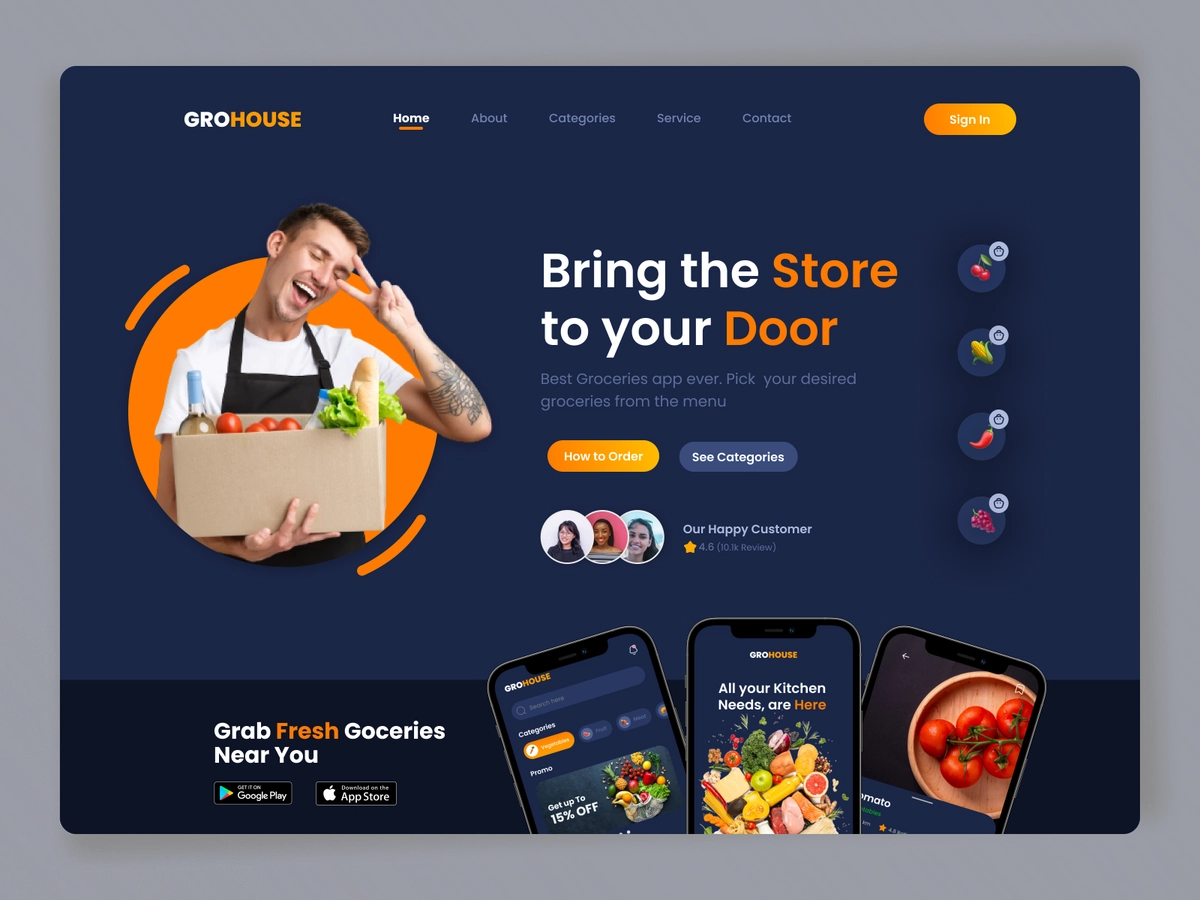 GROHOUSE
Home
About
Categories
Service
Contact
Sign In
Bring the Store
to your Door
Best Groceries app ever. Pick your desired
groceries from the menu
How to Order
See Categories
Our Happy Customer
4.6 (10.1k Review)
Grab Fresh Goceries
Near You
GET IT ON
Google Play
Download on the
App Store
GROHOUSE
Search here
Categories
Vegetables
Fruit
Meat
Promo
Get up To
15% OFF
GROHOUSE
All your Kitchen
Needs, are Here
omato